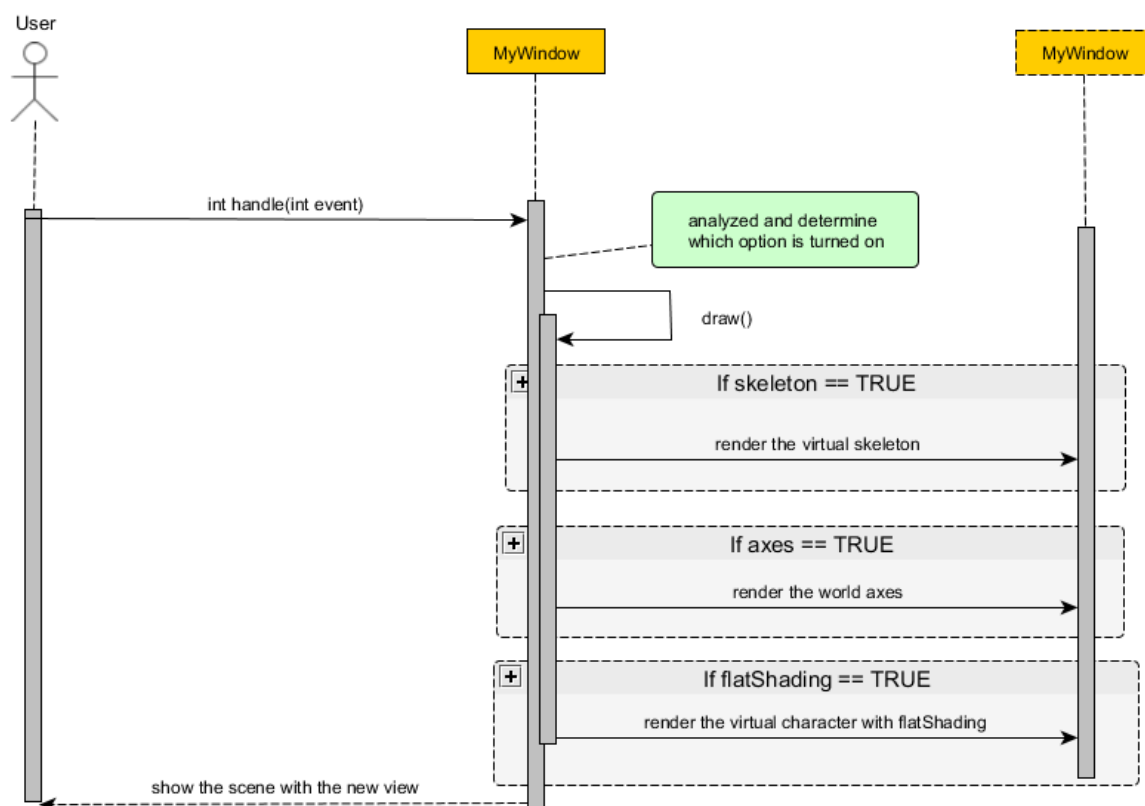 User
MyWindow
MyWindow
int handle(int event)
analyzed and determine
which option is turned on
draw()
If skeleton == TRUE
render the virtual skeleton
If axes == TRUE
render the world axes
If flatShading == TRUE
render the virtual character with flatShading
show the scene with the new view